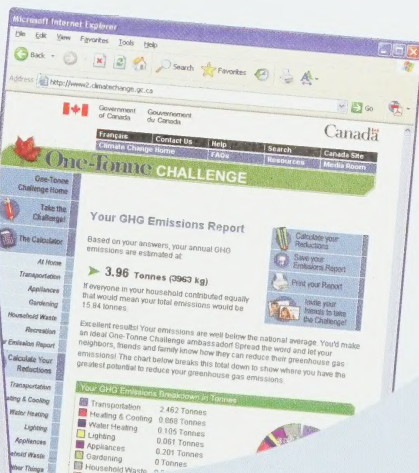 Microsoft Internet Explorer
File Edit View Favorites Tools Help
Back Search Favorites
Address http://www2.climatechange.gc.ca Go
Government of Canada Gouvernement du Canada
Canada
Français Contact Us Help Search Canada Site
Climate Change Home FAQs Resources Media Room
One-Tonne CHALLENGE
One-Tonne Challenge Home
Take the Challenge!
The Calculator
At Home
Transportation
Appliances
Gardening
Household Waste
Recreation
Emission Report
Calculate Your Reductions
Transportation
Heating & Cooling
Water Heating
Lighting
Appliances
Waste
Your GHG Emissions Report
Based on your answers, your annual GHG
emissions are estimated at:
3.96 Tonnes (3963 kg)
If everyone in your household contributed equally
that would mean your total emissions would be
15.84 tonnes.
Calculate your Reductions
Save your Emissions Report
Print your Report
Invite your friends to take the Challenge!
Excellent results! Your emissions are well below the national average. You'd make
an ideal One-Tonne Challenge ambassador! Spread the word and let your
neighbors, friends and family know how they can reduce their greenhouse gas
emissions! The chart below breaks this total down to show where you have the
greatest potential to reduce your greenhouse gas emissions.
Your GHG Emissions Breakdown in Tonnes
Transportation 2.462 Tonnes
Heating & Cooling 0.868 Tonnes
Water Heating 0.105 Tonnes
Lighting 0.061 Tonnes
Appliances 0.201 Tonnes
Gardening 0 Tonnes
Household Waste